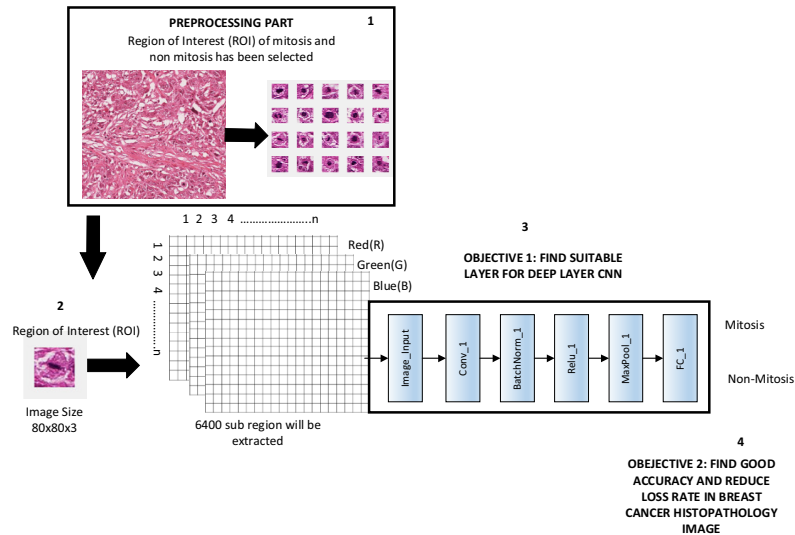 PREPROCESSING PART
1
Region of Interest (ROI) of mitosis and
non mitosis has been selected
1 2 3 4 …………………..n
1
2
3
4
……………..n
Red(R)
Green(G)
Blue(B)
2
Region of Interest (ROI)
Image Size
80x80x3
6400 sub region will be
extracted
3
OBJECTIVE 1: FIND SUITABLE
LAYER FOR DEEP LAYER CNN
Image_Input
Conv_1
BatchNorm_1
Relu_1
MaxPool_1
FC_1
Mitosis
Non-Mitosis
4
OBEJECTIVE 2: FIND GOOD
ACCURACY AND REDUCE
LOSS RATE IN BREAST
CANCER HISTOPATHOLOGY
IMAGE